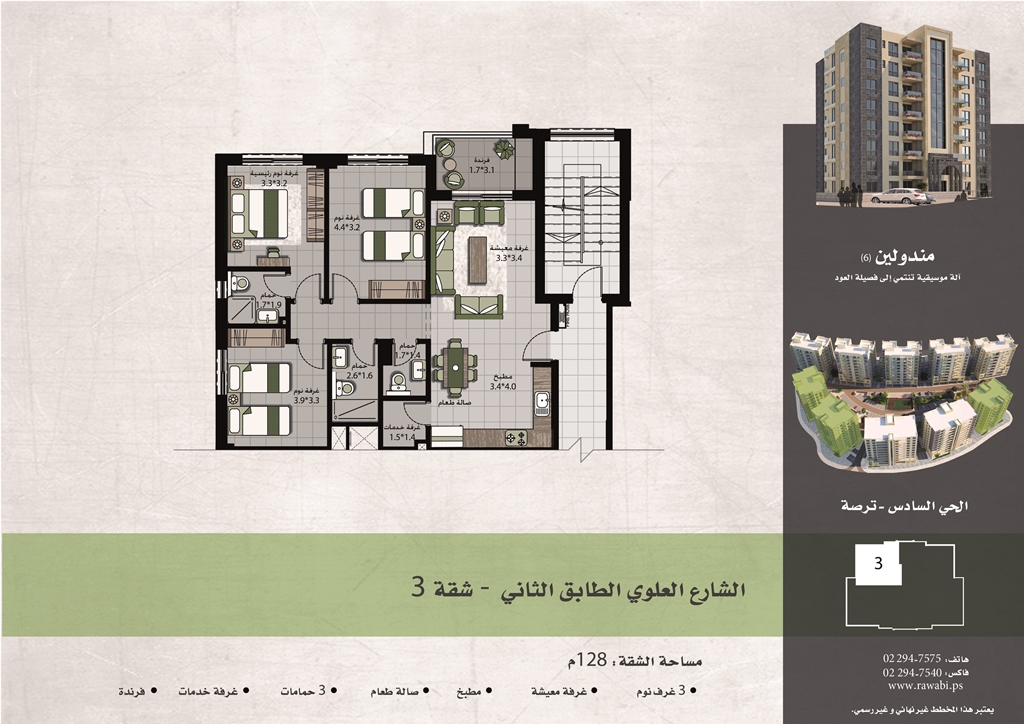 مندولين (6)
آلة موسيقية تنتمي إلى فصيلة العود
فرندة
1.7*3.1
غرفة نوم رئيسية
3.3*3.2
غرفة نوم
4.4*3.2
غرفة معيشة
3.3*3.4
حمام
1.7*1.9
حمام
1.7*1.4
حمام
2.6*1.6
مطبخ
3.4*4.0
غرفة نوم
3.9*3.3
صالة طعام
غرفة خدمات
1.5*1.4
الحي السادس - ترصة
3
الشارع العلوي الطابق الثاني - شقة 3
مساحة الشقة : 128م
• 3 غرف نوم • غرفة معيشة • مطبخ • صالة طعام • 3 حمامات • غرفة خدمات • فرندة
هاتف: 02 294-7575
فاكس: 02 294-7540
www.rawabi.ps
يعتبر هذا المخطط غير نهائي و غير رسمي.